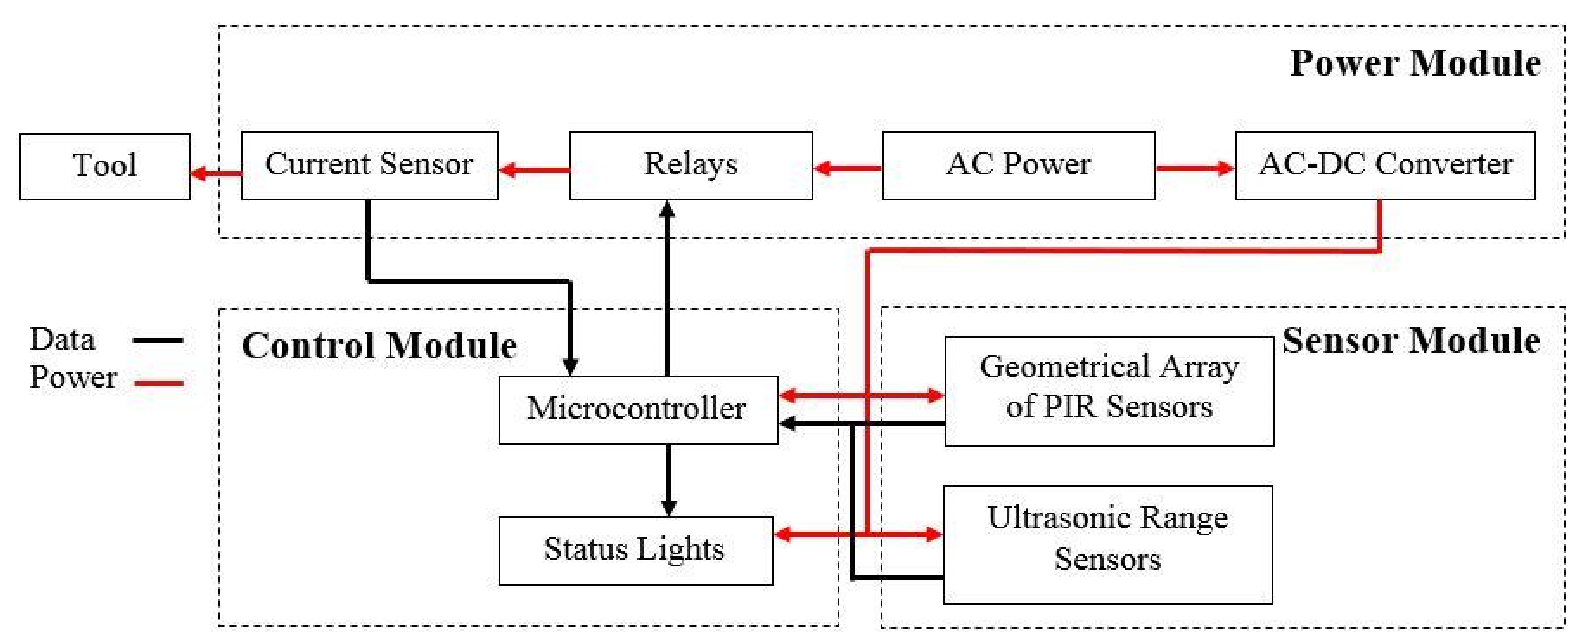 Power Module
Tool
Current Sensor
Relays
AC Power
AC-DC Converter
Data
Power
Control Module
Microcontroller
Status Lights
Sensor Module
Geometrical Array
of PIR Sensors
Ultrasonic Range
Sensors